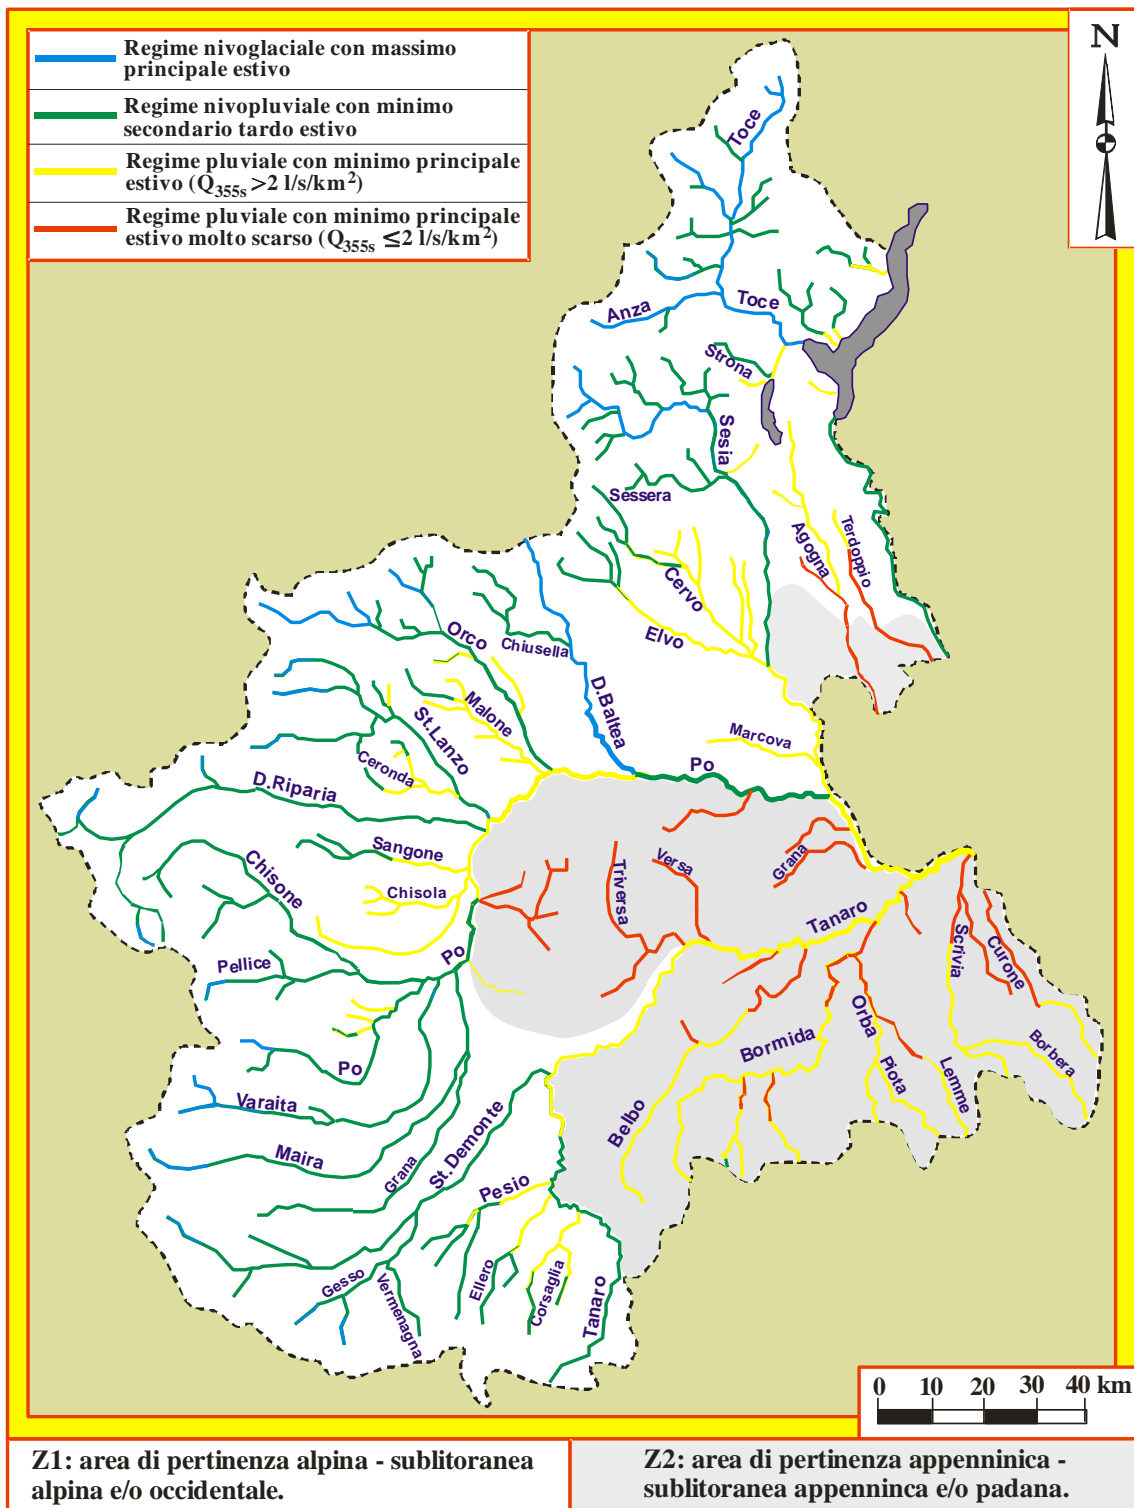 Regime nivoglaciale con massimo
principale estivo
Regime nivopluviale con minimo
secondario tardo estivo
Regime pluviale con minimo principale
estivo (Q355s >2 l/s/km²)
Regime pluviale con minimo principale
estivo molto scarso (Q355s ≤2 l/s/km²)
N
Toce
Anza
Toce
Strona
Sesia
Sessera
Agogna
Terdoppio
Cervo
Elvo
Orco
Chiusella
D.Baltea
Malone
St.Lanzo
Marcova
Ceronda
Po
D.Riparia
Sangone
Chisone
Chisola
Triversa
Versa
Grana
Tanaro
Po
Pellice
Scrivia
Curone
Orba
Bormida
Piota
Lemme
Borbera
Po
Varaita
Belbo
Maira
Grana
St.Demonte
Pesio
Gesso
Vermenagna
Ellero
Corsaglia
Tanaro
0 10 20 30 40 km
Z1: area di pertinenza alpina - sublitoranea
alpina e/o occidentale.
Z2: area di pertinenza appenninica -
sublitoranea appenninca e/o padana.